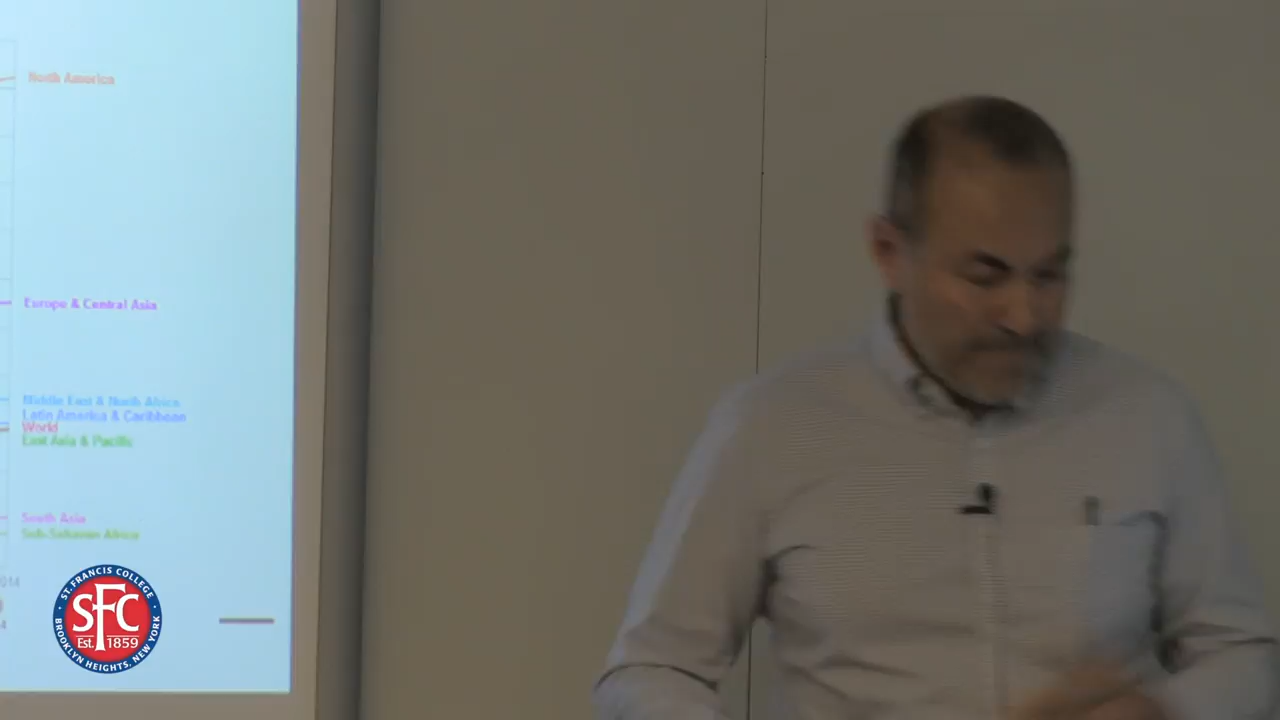 North America
Europe & Central Asia
Middle East & North Africa
Latin America & Caribbean
World
East Asia & Pacific
South Asia
Sub-Saharan Africa
2014
ST. FRANCIS COLLEGE
SFC
Est. 1859
BROOKLYN HEIGHTS, NEW YORK